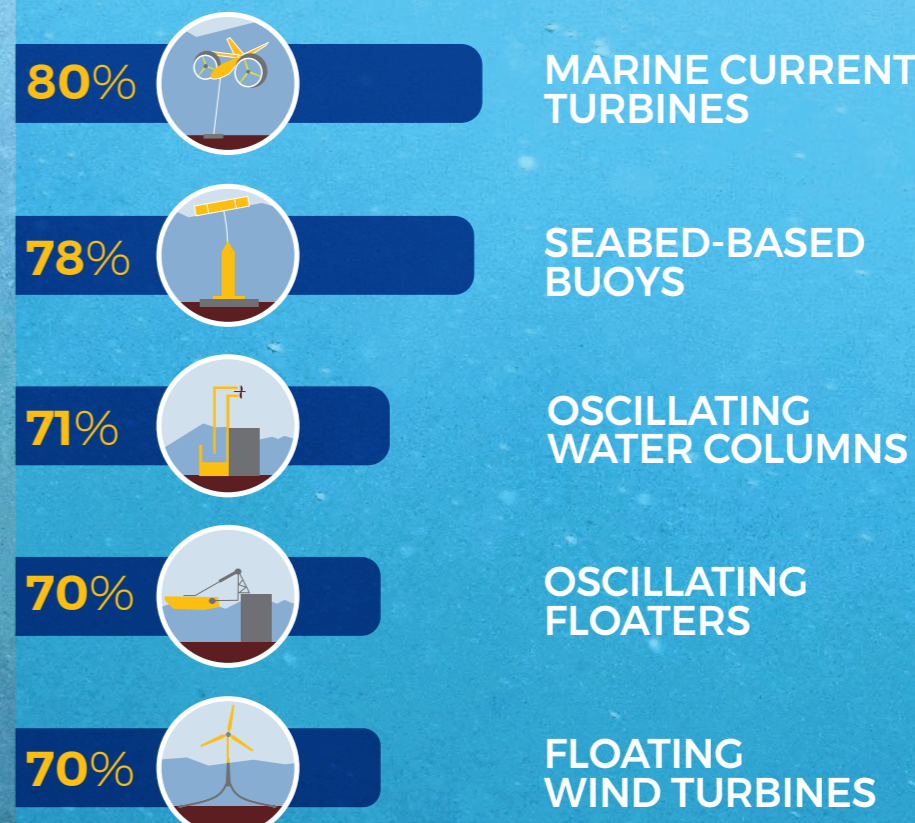 80%
MARINE CURRENT
TURBINES
78%
SEABED-BASED
BUOYS
71%
OSCILLATING
WATER COLUMNS
70%
OSCILLATING
FLOATERS
70%
FLOATING
WIND TURBINES